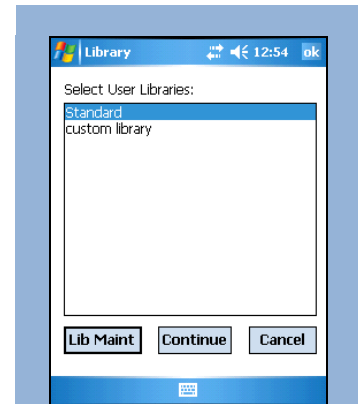 Library 12:54 ok
Select User Libraries:
Standard
custom library
Lib Maint Continue Cancel